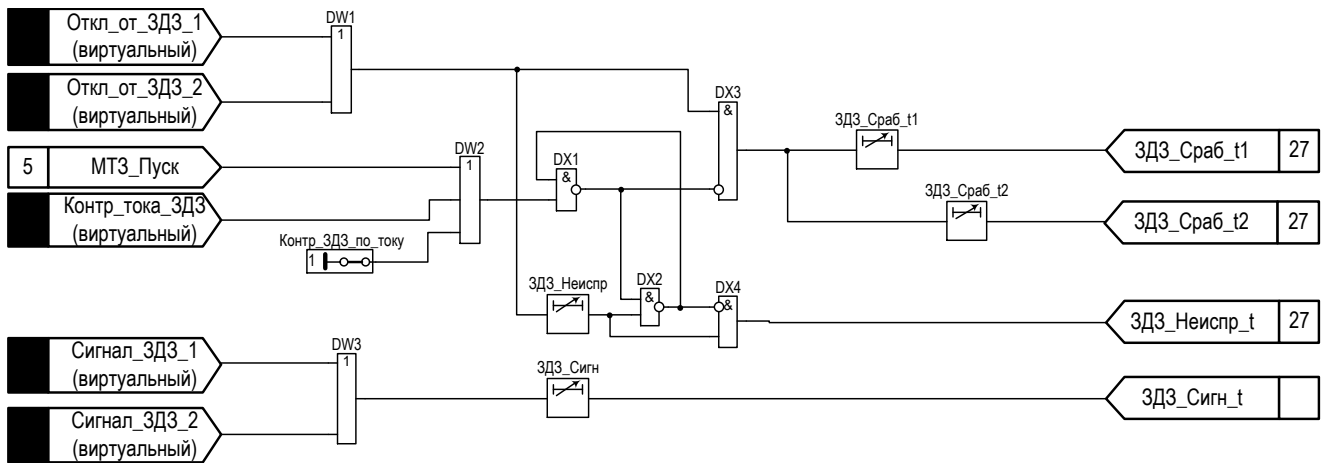 Откл_от_ЗДЗ_1
(виртуальный)
DW1
1
Откл_от_ЗДЗ_2
(виртуальный)
DX3
&
ЗДЗ_Сраб_t1
ЗДЗ_Сраб_t1
27
5
МТЗ_Пуск
DW2
1
DX1
&
Контр_тока_ЗДЗ
(виртуальный)
ЗДЗ_Сраб_t2
ЗДЗ_Сраб_t2
27
Контр_ЗДЗ_по_току
1
ЗДЗ_Неиспр
DX2
&
DX4
&
ЗДЗ_Неиспр_t
27
Сигнал_ЗДЗ_1
(виртуальный)
DW3
1
ЗДЗ_Сигн
ЗДЗ_Сигн_t
Сигнал_ЗДЗ_2
(виртуальный)